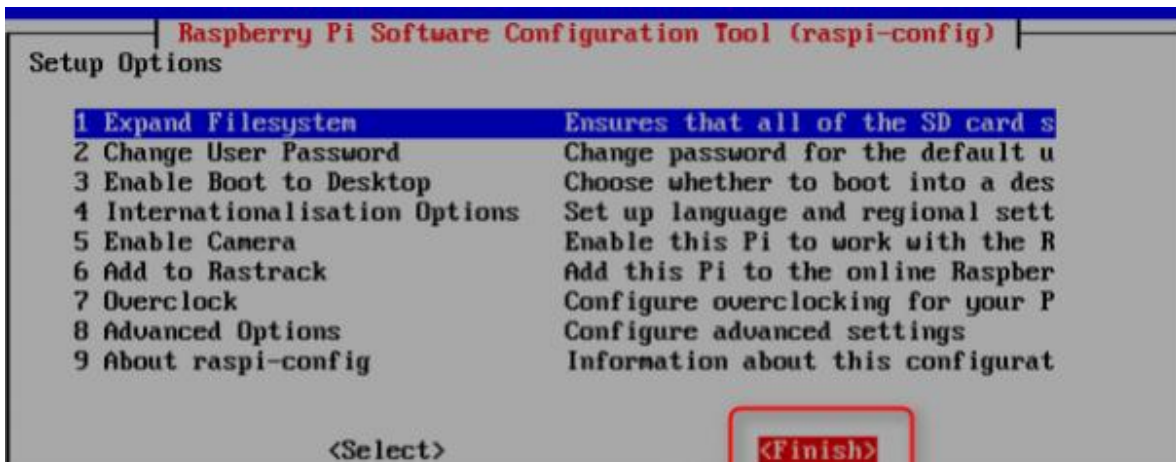 Raspberry Pi Software Configuration Tool (raspi-config)
Setup Options
1 Expand Filesystem Ensures that all of the SD card s
2 Change User Password Change password for the default u
3 Enable Boot to Desktop Choose whether to boot into a des
4 Internationalisation Options Set up language and regional sett
5 Enable Camera Enable this Pi to work with the R
6 Add to Rastrack Add this Pi to the online Raspber
7 Overclock Configure overclocking for your P
8 Advanced Options Configure advanced settings
9 About raspi-config Information about this configurat
<Select> <Finish>